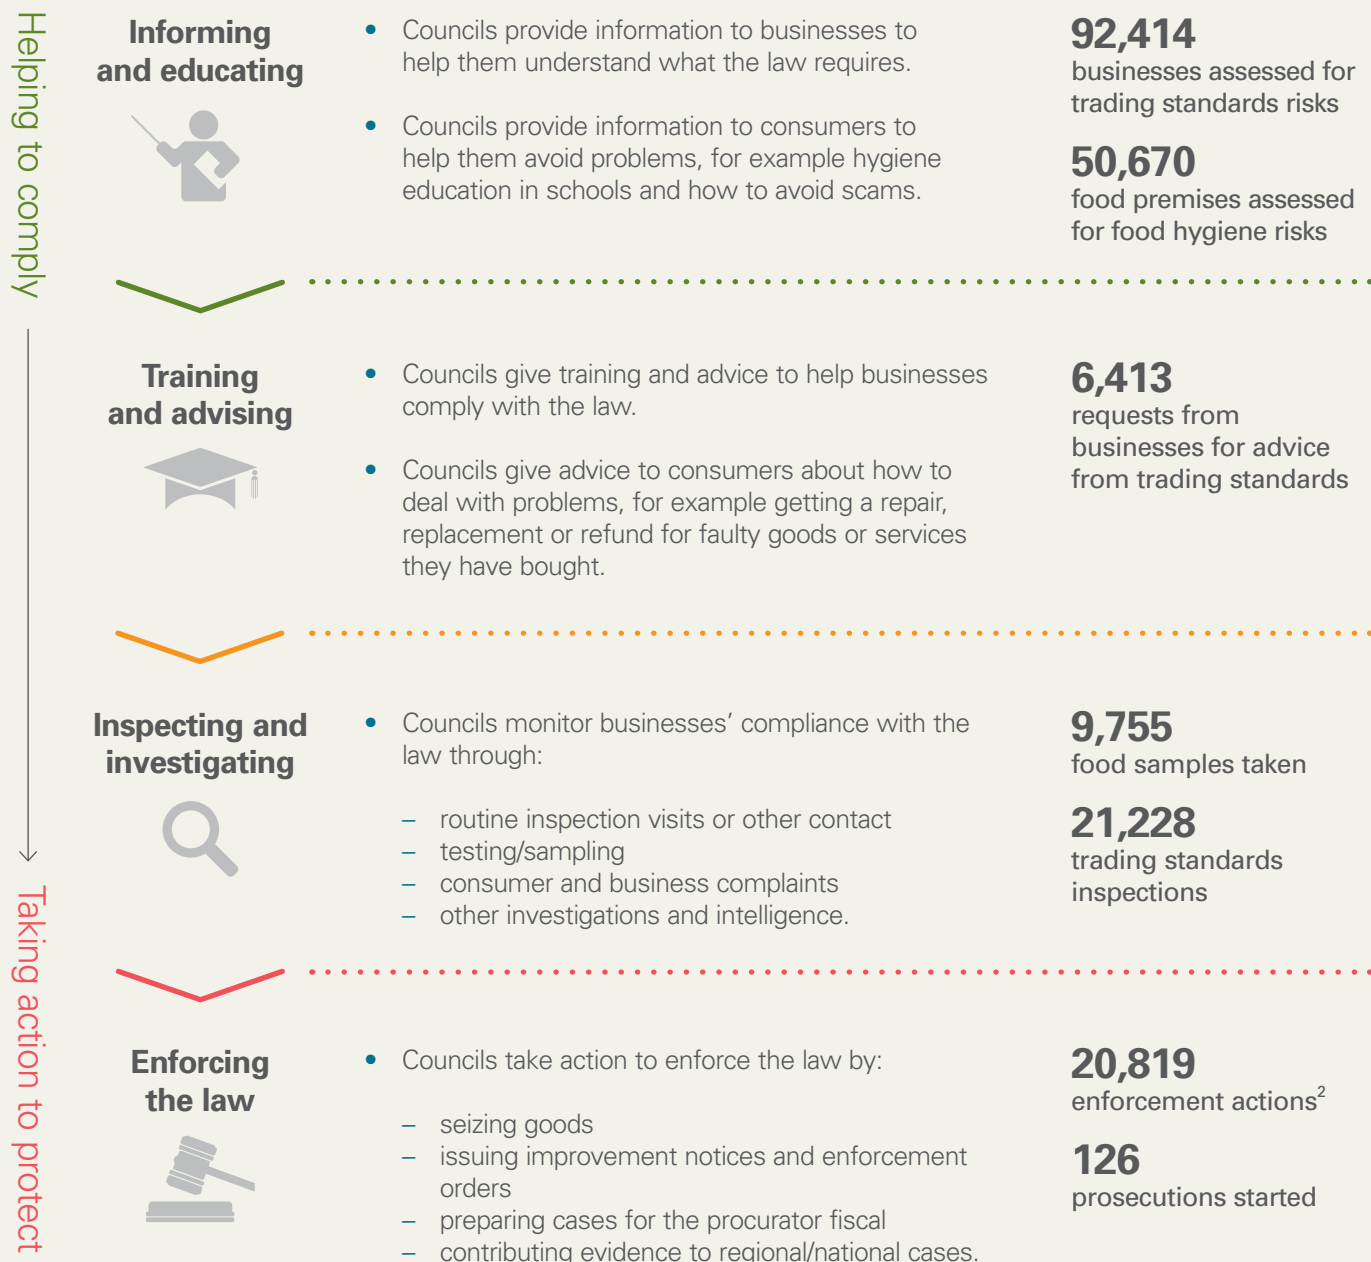 Helping to comply
Informing
and educating
• Councils provide information to businesses to
help them understand what the law requires.
• Councils provide information to consumers to
help them avoid problems, for example hygiene
education in schools and how to avoid scams.
92,414
businesses assessed for
trading standards risks
50,670
food premises assessed
for food hygiene risks
Training
and advising
• Councils give training and advice to help businesses
comply with the law.
• Councils give advice to consumers about how to
deal with problems, for example getting a repair,
replacement or refund for faulty goods or services
they have bought.
6,413
requests from
businesses for advice
from trading standards
Inspecting and
investigating
• Councils monitor businesses’ compliance with the
law through:
– routine inspection visits or other contact
– testing/sampling
– consumer and business complaints
– other investigations and intelligence.
9,755
food samples taken
21,228
trading standards
inspections
Taking action to protect
Enforcing
the law
• Councils take action to enforce the law by:
– seizing goods
– issuing improvement notices and enforcement
orders
– preparing cases for the procurator fiscal
– contributing evidence to regional/national cases.
20,819
enforcement actions²
126
prosecutions started